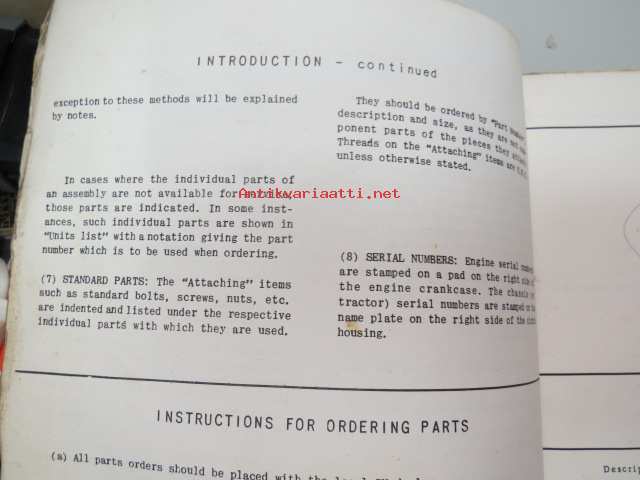 INTRODUCTION - continued
exception to these methods will be explained
by notes.
In cases where the individual parts of
an assembly are not available for
those parts are indicated. In some inst-
ances, such individual parts are shown in
"Units list" with a notation giving the part
number which is to be used when ordering.
(7) STANDARD PARTS: The "Attaching" items
such as standard bolts, screws, nuts, etc.
are indented and listed under the respective
individual parts with which they are used.
They should be ordered by "Part
description and size, as they are
ponent parts of the pieces they
Threads on the "Attaching" items are
unless otherwise stated.
(8) SERIAL NUMBERS: Engine serial
are stamped on a pad on the right side
the engine crankcase. The chassis
tractor) serial numbers are stamped on
name plate on the right side of the
housing.
Antikvariaatti.net
INSTRUCTIONS FOR ORDERING PARTS
(a) All parts orders should be placed with the
Descrip